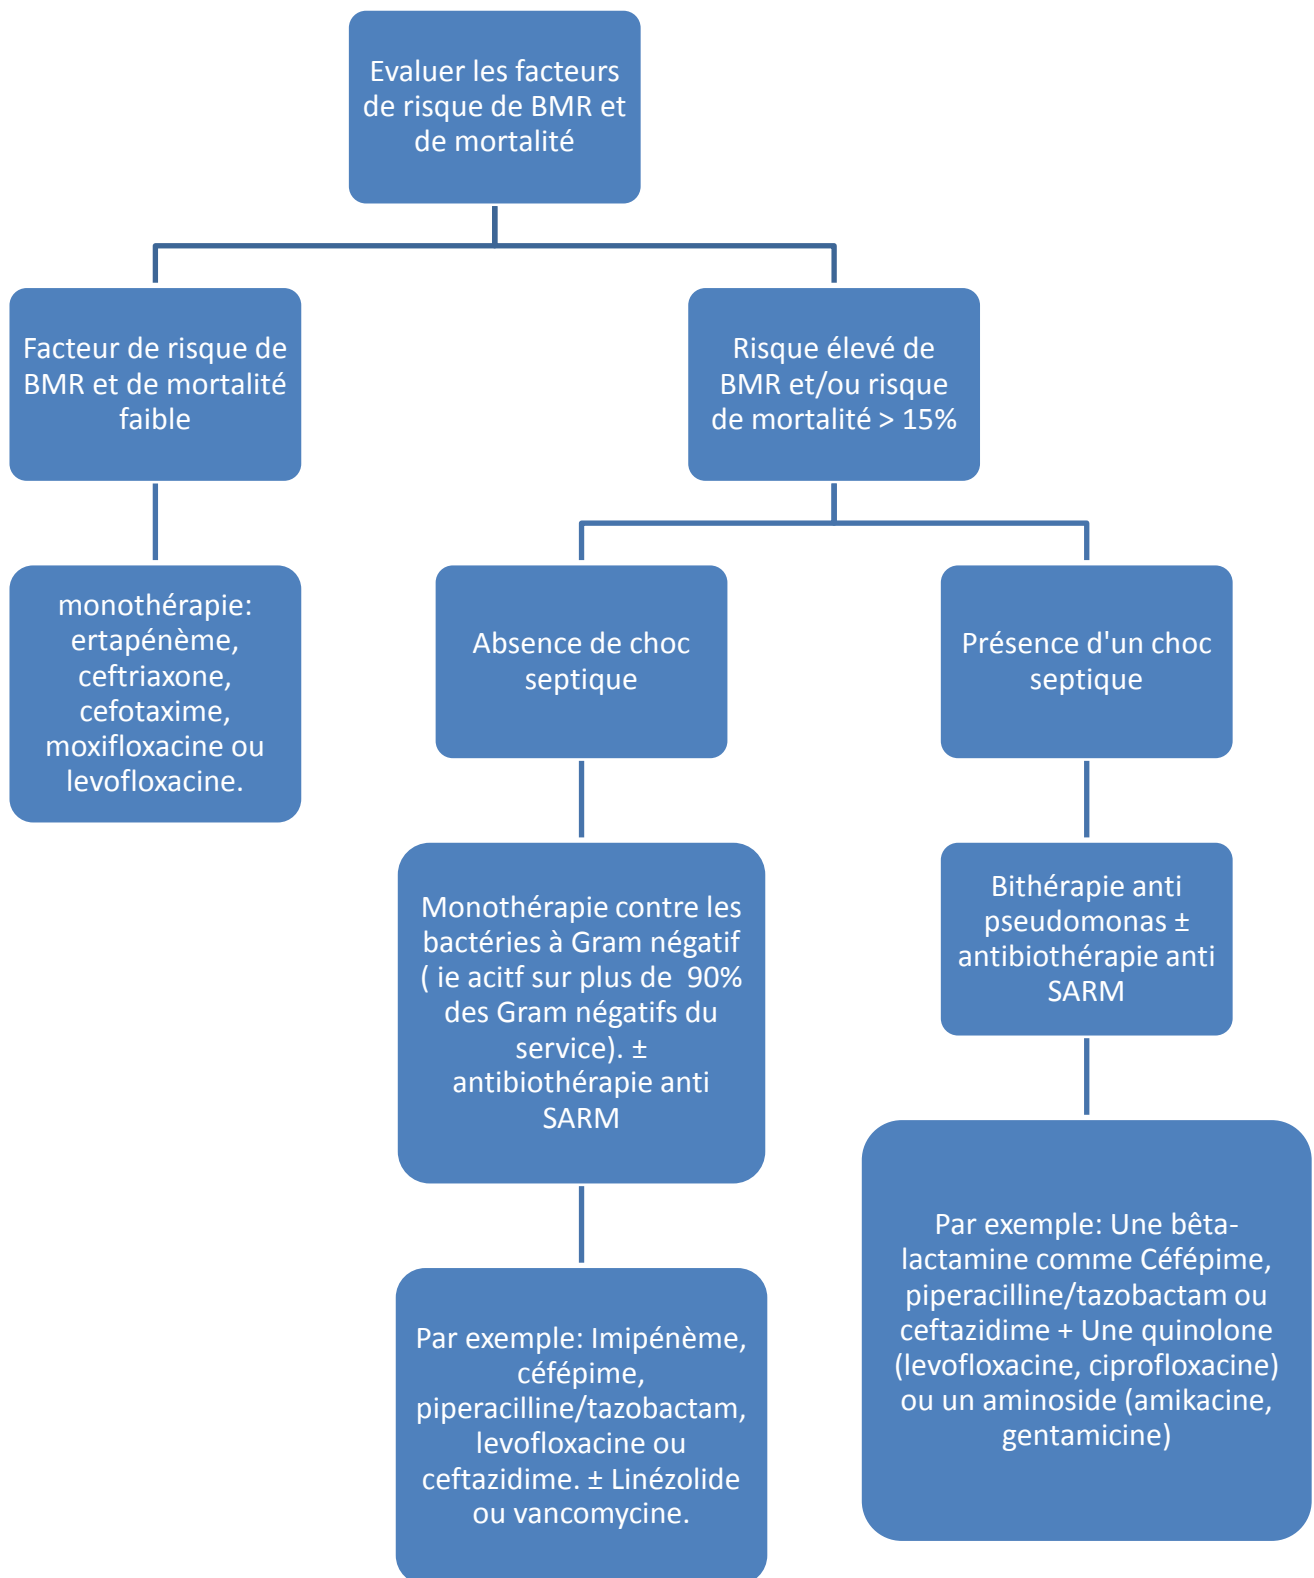 Evaluer les facteurs
de risque de BMR et
de mortalité
Facteur de risque de
BMR et de mortalité
faible
Risque élevé de
BMR et/ou risque
de mortalité > 15%
monothérapie:
ertapénème,
ceftriaxone,
cefotaxime,
moxifloxacine ou
levofloxacine.
Absence de choc
septique
Présence d'un choc
septique
Monothérapie contre les
bactéries à Gram négatif
( ie acitf sur plus de 90%
des Gram négatifs du
service). ±
antibiothérapie anti
SARM
Bithérapie anti
pseudomonas ±
antibiothérapie anti
SARM
Par exemple: Imipénème,
céfépime,
piperacilline/tazobactam,
levofloxacine ou
ceftazidime. ± Linézolide
ou vancomycine.
Par exemple: Une bêta-
lactamine comme Céfépime,
piperacilline/tazobactam ou
ceftazidime + Une quinolone
(levofloxacine, ciprofloxacine)
ou un aminoside (amikacine,
gentamicine)